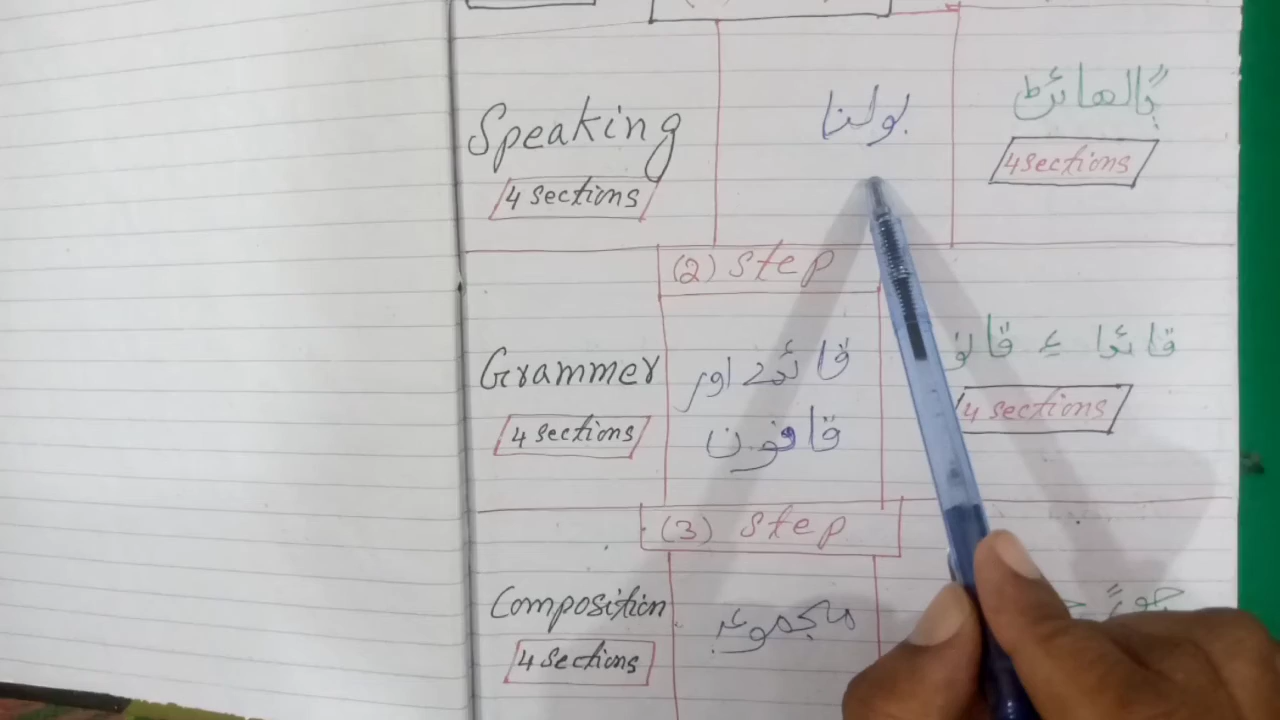 Speaking
4 sections
بولنا
ڳالهائڻ
4 sections
(2) Step
Grammer
4 sections
قائدے اور
قانون
4 sections
(3) Step
Composition
4 sections
مجموعہ